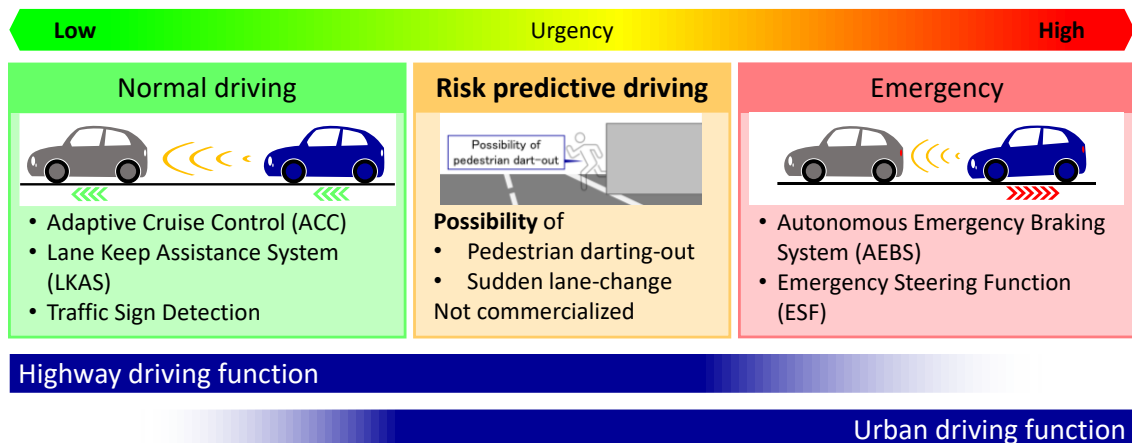 Low
Urgency
High
Normal driving
• Adaptive Cruise Control (ACC)
• Lane Keep Assistance System
(LKAS)
• Traffic Sign Detection
Risk predictive driving
Possibility of
pedestrian dart-out
Possibility of
• Pedestrian darting-out
• Sudden lane-change
Not commercialized
Emergency
• Autonomous Emergency Braking
System (AEBS)
• Emergency Steering Function
(ESF)
Highway driving function
Urban driving function